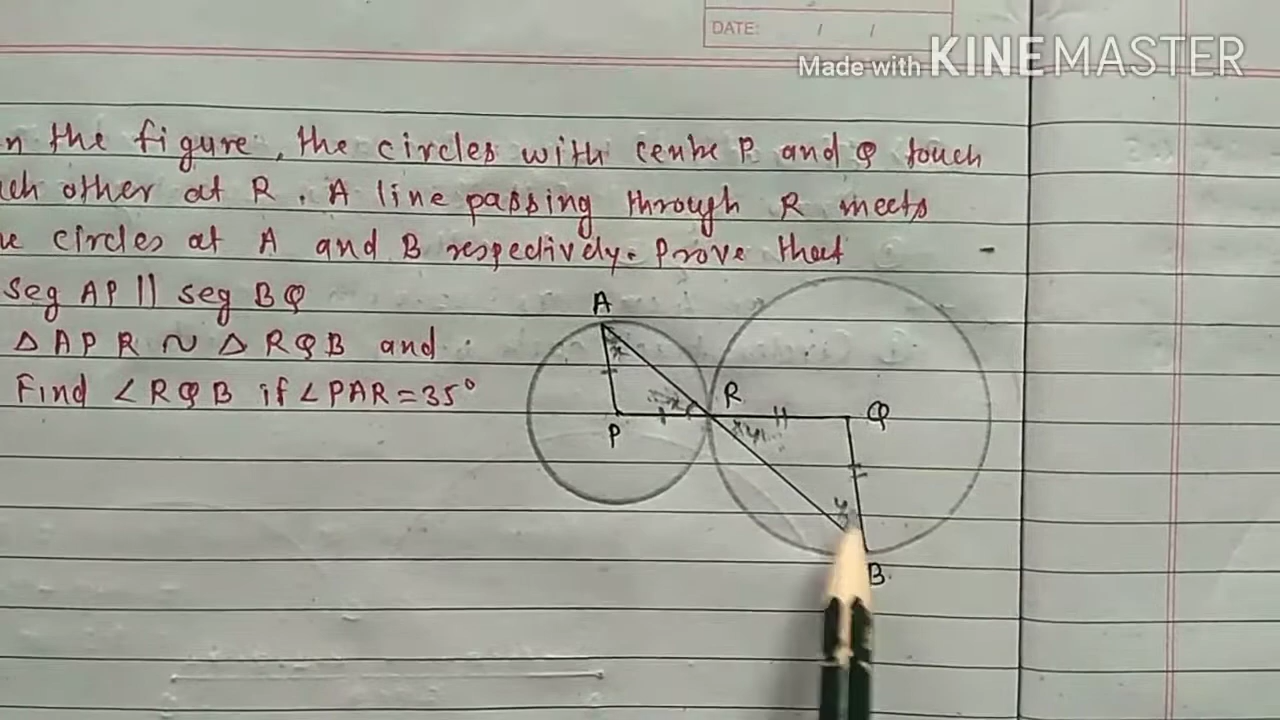 DATE: / /
Made with KINEMASTER
n the figure, the circles with centre P and Q touch
ch other at R. A line passing through R meets
e circles at A and B respectively. Prove that -
seg AP || seg BQ
△ APR ~ △ RQB and
Find ∠RQB if ∠PAR = 35°
A
x
x R
P
x y
Q
y
B